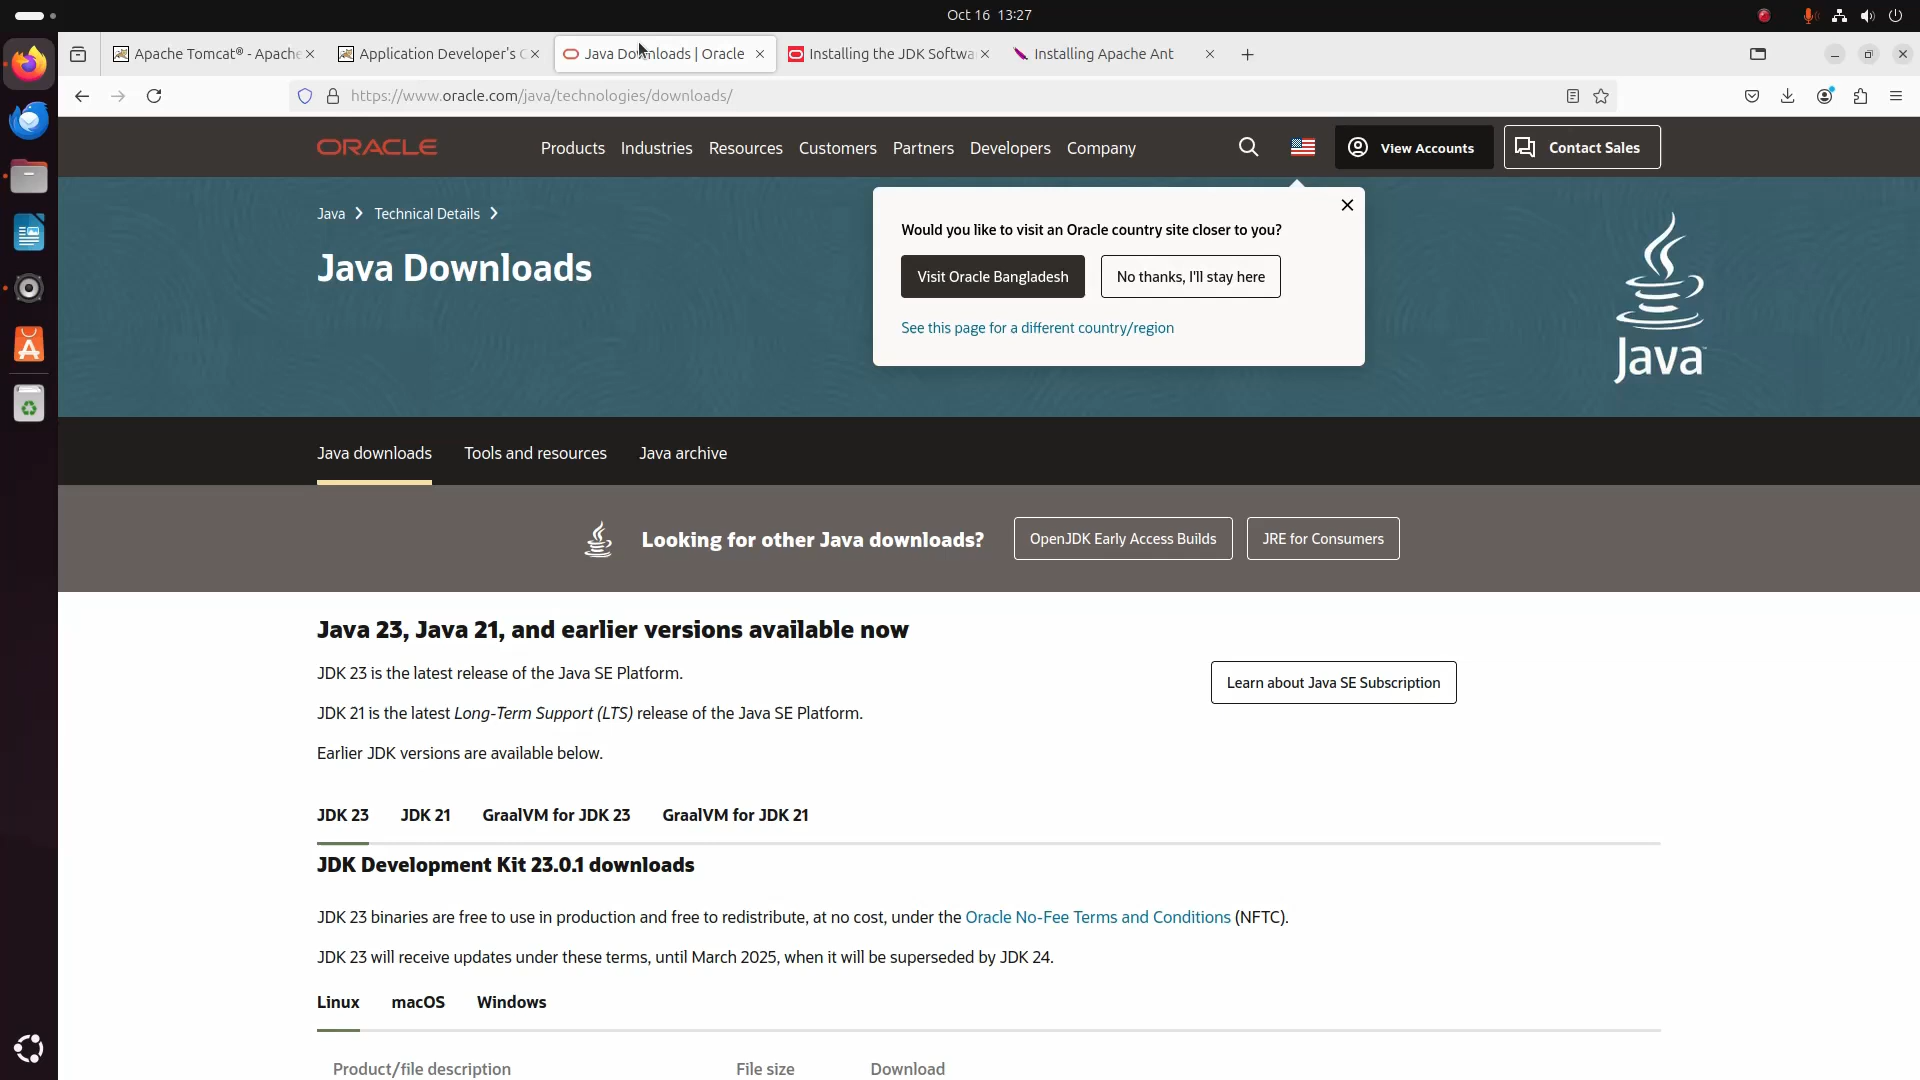 Oct 16 13:27
Apache Tomcat® - Apache
Application Developer's G
Java Downloads | Oracle
Installing the JDK Softwa
Installing Apache Ant
https://www.oracle.com/java/technologies/downloads/
ORACLE
Products
Industries
Resources
Customers
Partners
Developers
Company
View Accounts
Contact Sales
Java
Technical Details
Java Downloads
Would you like to visit an Oracle country site closer to you?
Visit Oracle Bangladesh
No thanks, I'll stay here
See this page for a different country/region
Java
Java downloads
Tools and resources
Java archive
Looking for other Java downloads?
OpenJDK Early Access Builds
JRE for Consumers
Java 23, Java 21, and earlier versions available now
JDK 23 is the latest release of the Java SE Platform.
Learn about Java SE Subscription
JDK 21 is the latest Long-Term Support (LTS) release of the Java SE Platform.
Earlier JDK versions are available below.
JDK 23
JDK 21
GraalVM for JDK 23
GraalVM for JDK 21
JDK Development Kit 23.0.1 downloads
JDK 23 binaries are free to use in production and free to redistribute, at no cost, under the Oracle No-Fee Terms and Conditions (NFTC).
JDK 23 will receive updates under these terms, until March 2025, when it will be superseded by JDK 24.
Linux
macOS
Windows
Product/file description
File size
Download